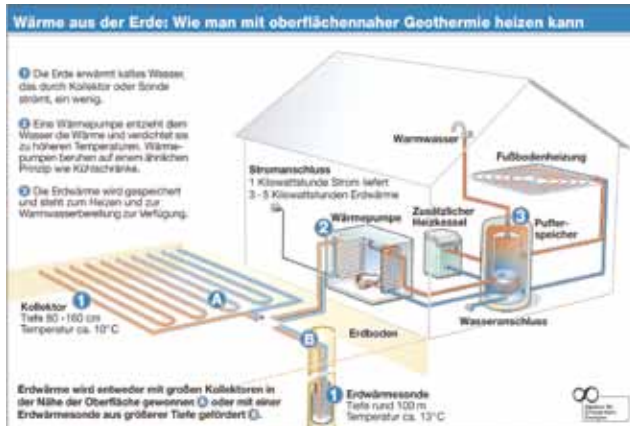 Wärme aus der Erde: Wie man mit oberflächennaher Geothermie heizen kann
1 Die Erde erwärmt kaltes Wasser,
das durch Kollektor oder Sonde
strömt, ein wenig.
2 Eine Wärmepumpe entzieht dem
Wasser die Wärme und verdichtet sie
zu höheren Temperaturen. Wärme-
pumpen beruhen auf einem ähnlichen
Prinzip wie Kühlschränke.
3 Die Erdwärme wird gespeichert
und steht zum Heizen und zur
Warmwasserbereitung zur Verfügung.
Warmwasser
Fußbodenheizung
Stromanschluss
1 Kilowattstunde Strom liefert
3 - 5 Kilowattstunden Erdwärme
2
Wärmepumpe
Zusätzlicher
Heizkessel
3
Puffer-
speicher
1
A
Kollektor
Tiefe 80 -160 cm
Temperatur ca. 10°C
Wasseranschluss
Erdboden
B
1
Erdwärmesonde
Tiefe rund 100 m
Temperatur ca. 13°C
Erdwärme wird entweder mit großen Kollektoren in
der Nähe der Oberfläche gewonnen A oder mit einer
Erdwärmesonde aus größerer Tiefe gefördert B.